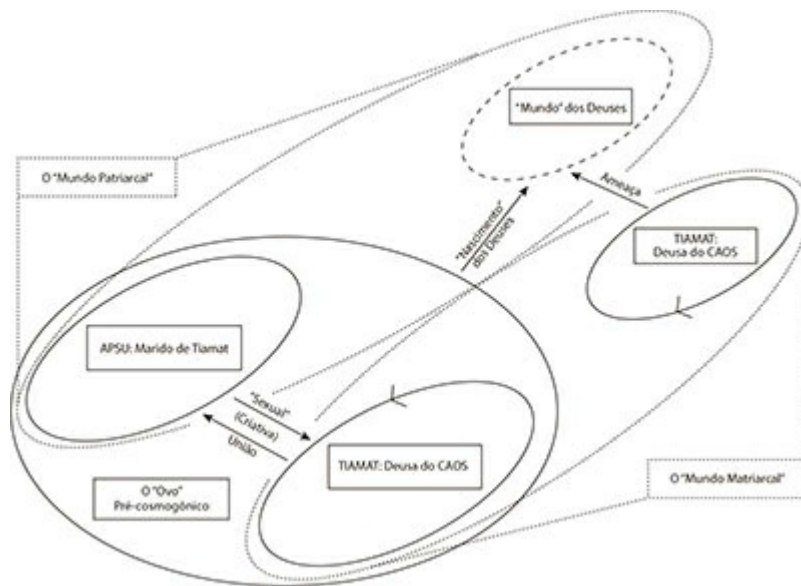 "Mundo" dos Deuses
O "Mundo Patriarcal"
Ameaça
"Nascimento"
dos Deuses
TIAMAT:
Deusa do CAOS
APSU: Marido de Tiamat
"Sexual"
(Criativa)
União
TIAMAT: Deusa do CAOS
O "Mundo Matriarcal"
O "Ovo"
Pré-cosmogônico